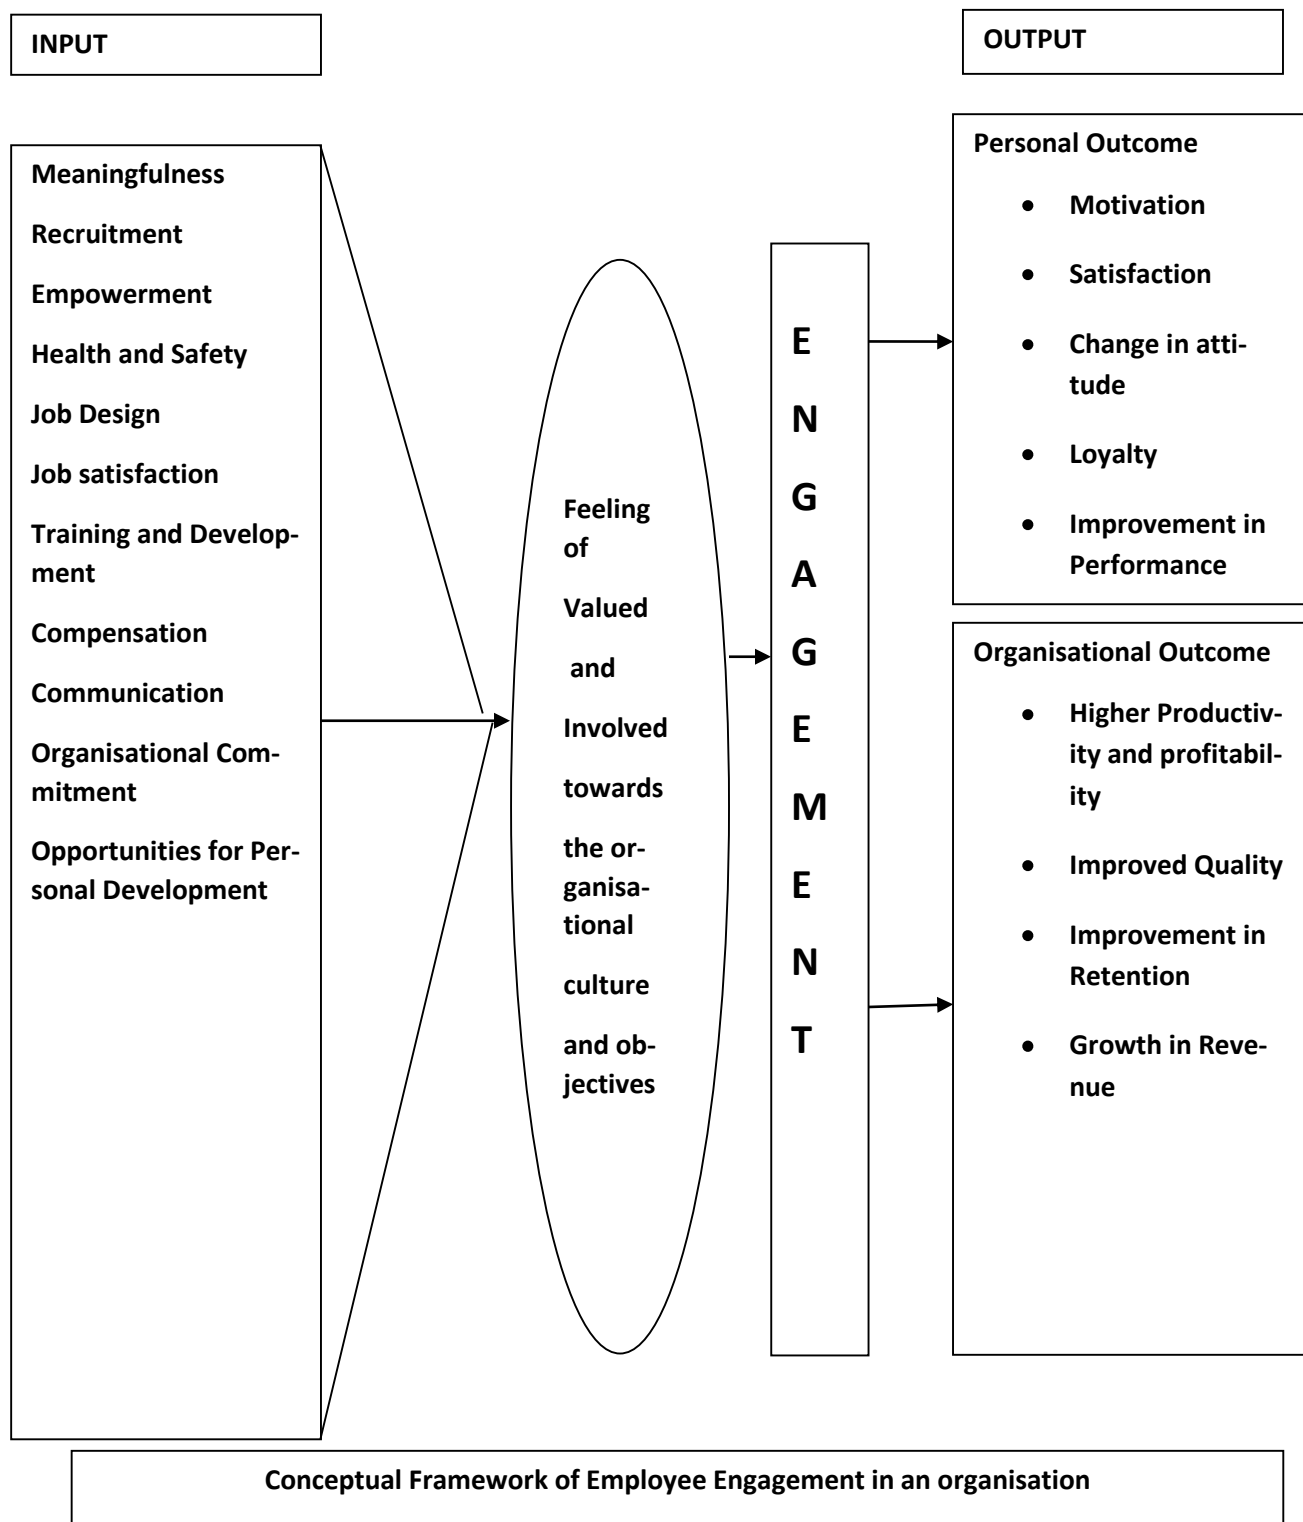 INPUT
OUTPUT
Meaningfulness
Recruitment
Empowerment
Health and Safety
Job Design
Job satisfaction
Training and Develop-
ment
Compensation
Communication
Organisational Com-
mitment
Opportunities for Per-
sonal Development
Feeling
of
Valued
and
Involved
towards
the or-
ganisa-
tional
culture
and ob-
jectives
E
N
G
A
G
E
M
E
N
T
Personal Outcome
• Motivation
• Satisfaction
• Change in atti-
tude
• Loyalty
• Improvement in
Performance
Organisational Outcome
• Higher Productiv-
ity and profitabil-
ity
• Improved Quality
• Improvement in
Retention
• Growth in Reve-
nue
Conceptual Framework of Employee Engagement in an organisation